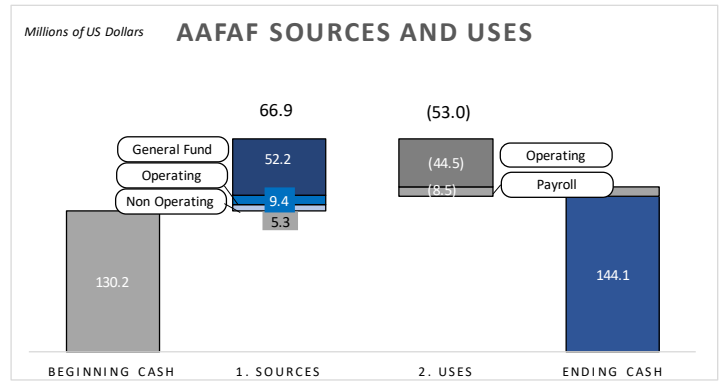 Millions of US Dollars
AAFAF SOURCES AND USES
66.9
(53.0)
General Fund
52.2
(44.5)
Operating
Operating
9.4
(8.5)
Payroll
Non Operating
5.3
130.2
144.1
BEGINNING CASH
1. SOURCES
2. USES
ENDING CASH